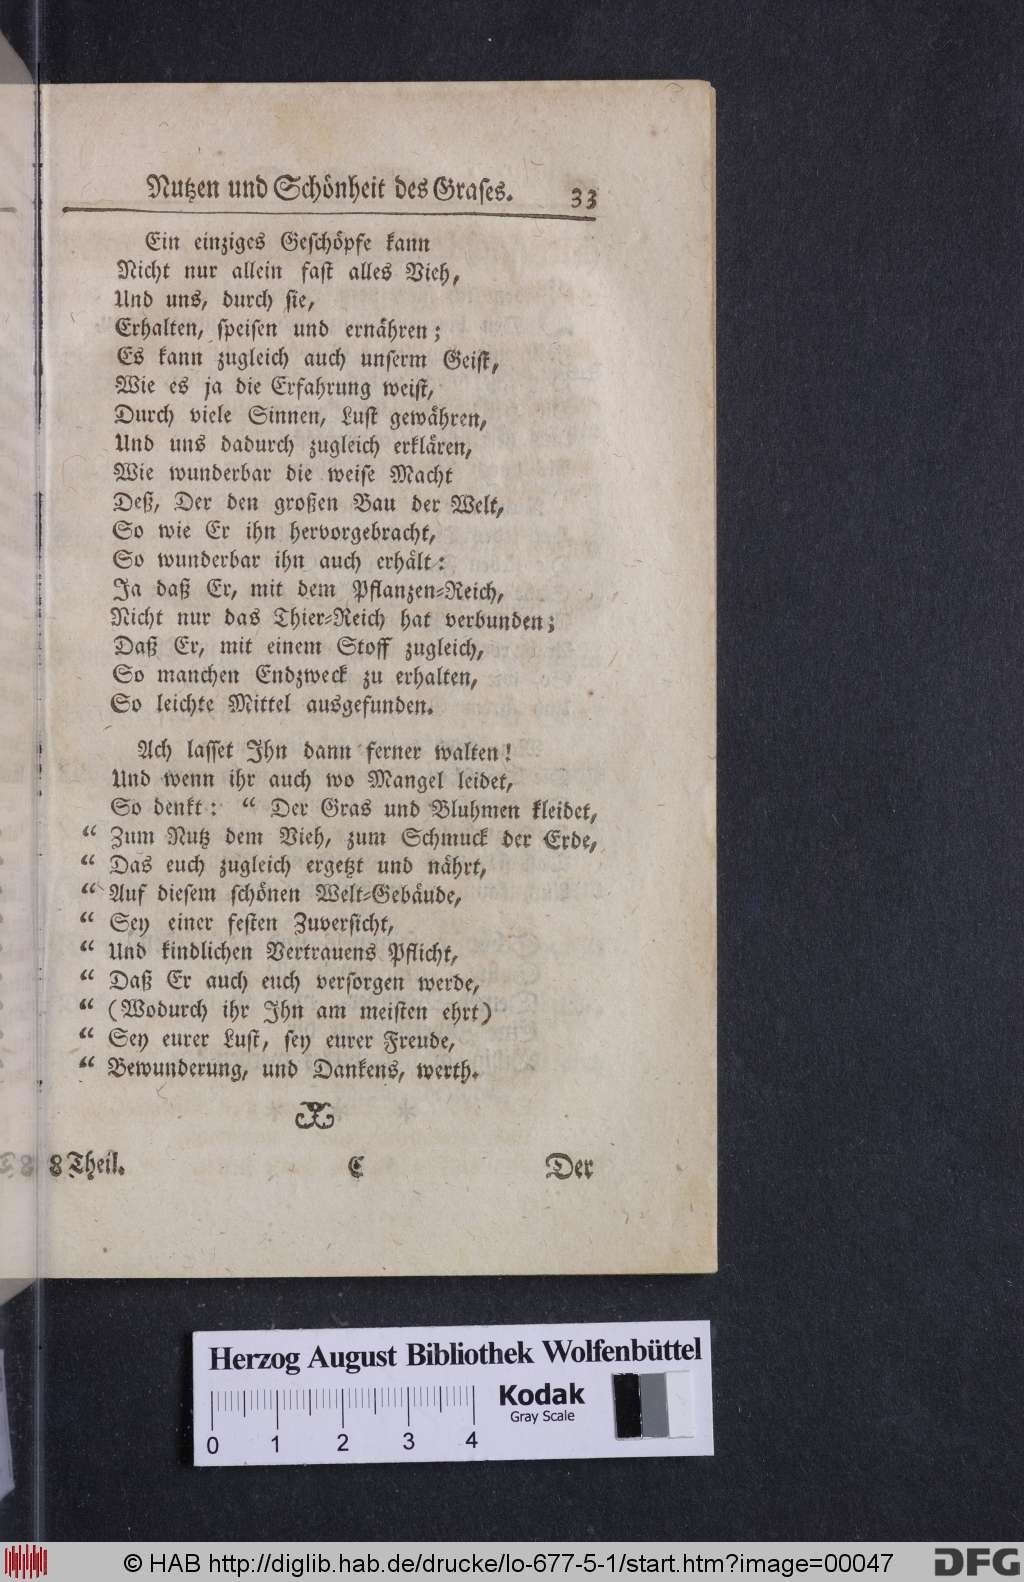 Nutzen und Schönheit des Grases. 33
Ein einziges Geschöpfe kann
Nicht nur allein fast alles Vieh,
Und uns, durch sie,
Erhalten, speisen und ernähren;
Es kann zugleich auch unserm Geist,
Wie es ja die Erfahrung weist,
Durch viele Sinnen, Lust gewähren,
Und uns dadurch zugleich erklären,
Wie wunderbar die weise Macht
Deß, Der den großen Bau der Welt,
So wie Er ihn hervorgebracht,
So wunderbar ihn auch erhält:
Ja daß Er, mit dem Pflanzen-Reich,
Nicht nur das Thier-Reich hat verbunden;
Daß Er, mit einem Stoff zugleich,
So manchen Endzweck zu erhalten,
So leichte Mittel ausgefunden.
Ach lasset Ihn dann ferner walten!
Und wenn ihr auch wo Mangel leidet,
So denkt: “ Der Gras und Bluhmen kleidet,
“ Zum Nutz dem Vieh, zum Schmuck der Erde,
“ Das euch zugleich ergetzt und nährt,
“ Auf diesem schönen Welt-Gebäude,
“ Sey einer festen Zuversicht,
“ Und kindlichen Vertrauens Pflicht,
“ Daß Er auch euch versorgen werde,
“ (Wodurch ihr Ihn am meisten ehrt)
“ Sey eurer Lust, sey eurer Freude,
“ Bewunderung, und Dankens, werth.
8 Theil. C Der
Herzog August Bibliothek Wolfenbüttel
Kodak
Gray Scale
0 1 2 3 4
© HAB http://diglib.hab.de/drucke/lo-677-5-1/start.htm?image=00047
DFG